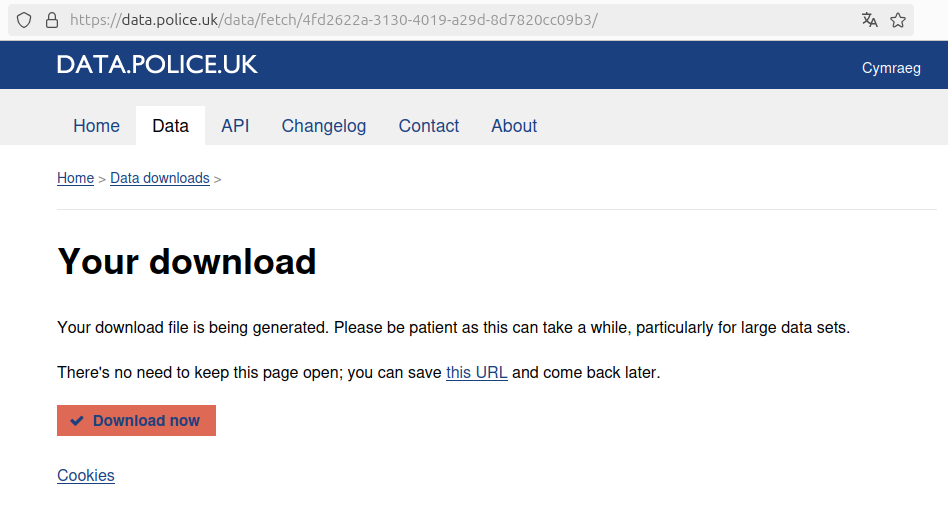 https://data.police.uk/data/fetch/4fd2622a-3130-4019-a29d-8d7820cc09b3/
DATA.POLICE.UK
Cymraeg
Home Data API Changelog Contact About
Home > Data downloads >
Your download
Your download file is being generated. Please be patient as this can take a while, particularly for large data sets.
There's no need to keep this page open; you can save this URL and come back later.
Download now
Cookies